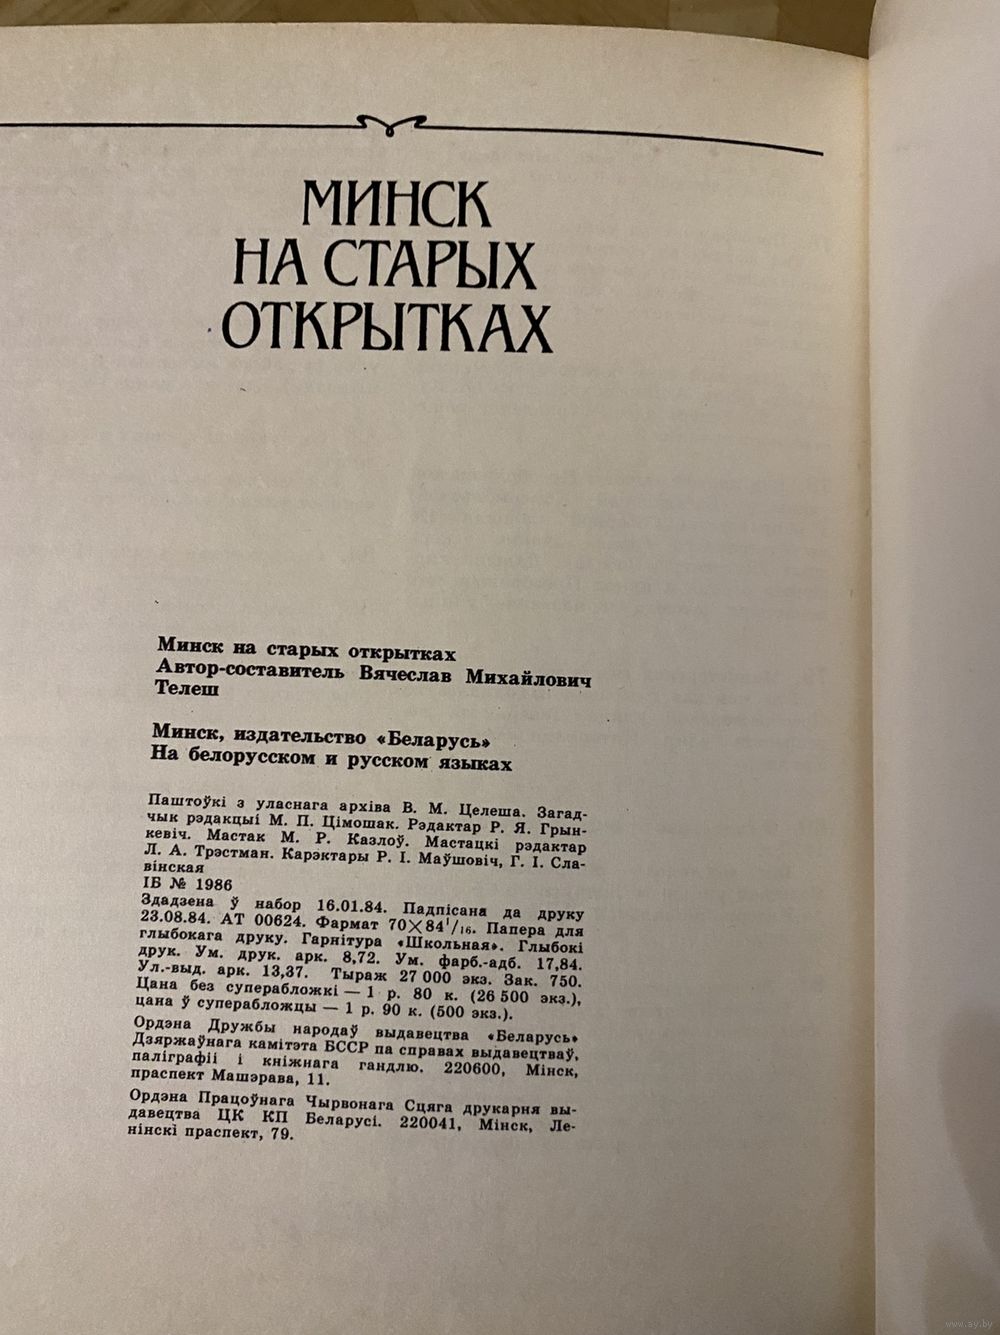 МИНСК
НА СТАРЫХ
ОТКРЫТКАХ
Минск на старых открытках
Автор-составитель Вячеслав Михайлович
Телеш
Минск, издательство «Беларусь»
На белорусском и русском языках
Паштоўкі з уласнага архіва В. М. Целеша. Загад-
чык рэдакцыі М. П. Цімошак. Рэдактар Р. Я. Грын-
кевіч. Мастак М. Р. Казлоў. Мастацкі рэдактар
Л. А. Трэстман. Карэктары Р. І. Маўшовіч, Г. І. Сла-
вінская
ІБ № 1986
Здадзена ў набор 16.01.84. Падпісана да друку
23.08.84. АТ 00624. Фармат 70×84¹/₁₆. Папера для
глыбокага друку. Гарнітура «Школьная». Глыбокі
друк. Ум. друк. арк. 8,72. Ум. фарб.-адб. 17,84.
Ул.-выд. арк. 13,37. Тыраж 27 000 экз. Зак. 750.
Цана без суперабложкі — 1 р. 80 к. (26 500 экз.),
цана ў суперабложцы — 1 р. 90 к. (500 экз.).
Ордэна Дружбы народаў выдавецтва «Беларусь»
Дзяржаўнага камітэта БССР па справах выдавецтваў,
паліграфіі і кніжнага гандлю. 220600, Мінск,
праспект Машэрава, 11.
Ордэна Працоўнага Чырвонага Сцяга друкарня вы-
давецтва ЦК КП Беларусі. 220041, Мінск, Ле-
нінскі праспект, 79.
www.ay.by